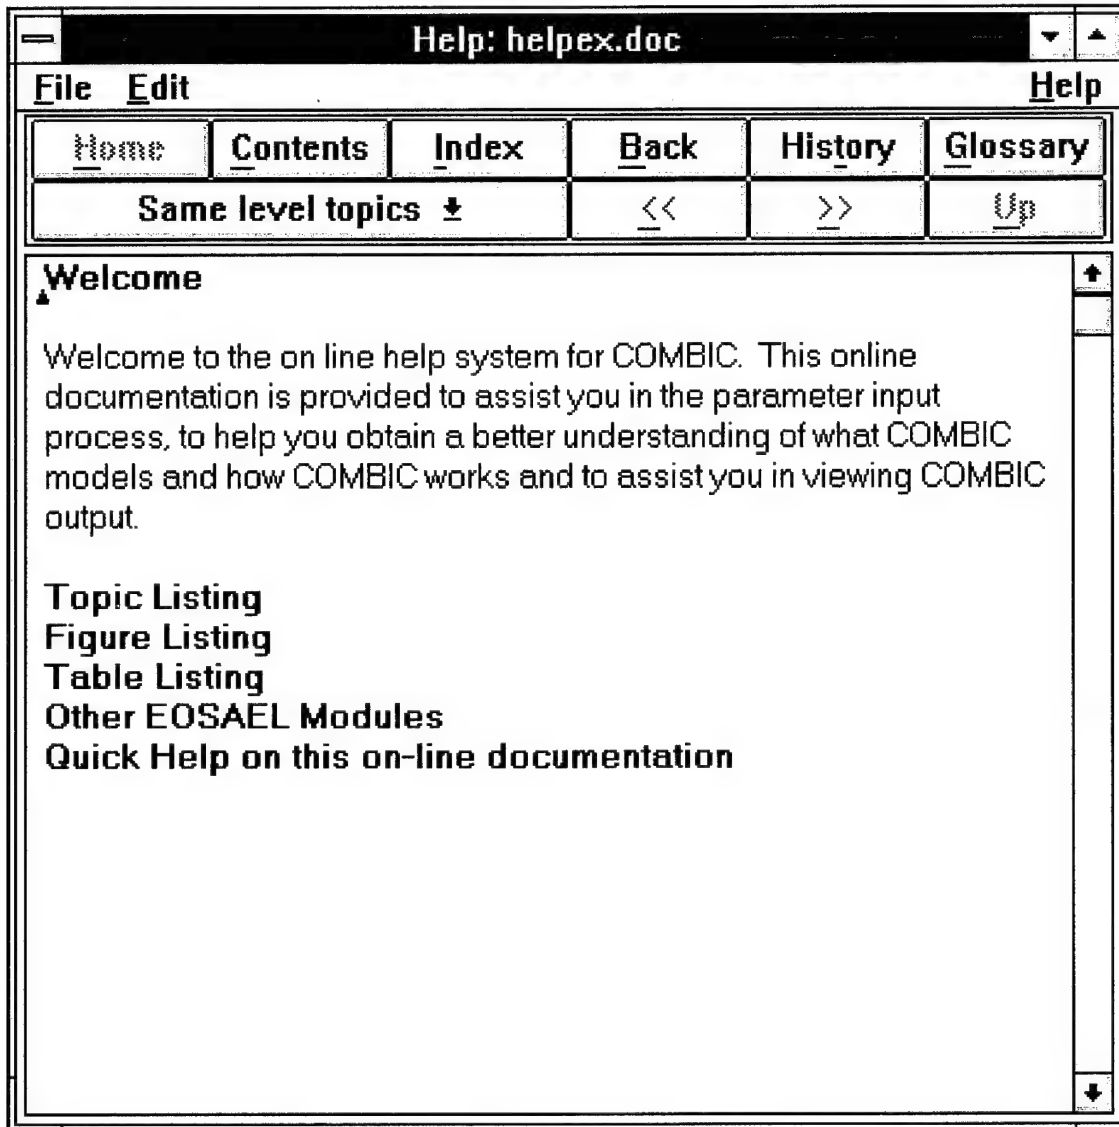 Help: helpex.doc
File Edit Help
Home Contents Index Back History Glossary
Same level topics << >> Up
Welcome
Welcome to the on line help system for COMBIC. This online
documentation is provided to assist you in the parameter input
process, to help you obtain a better understanding of what COMBIC
models and how COMBIC works and to assist you in viewing COMBIC
output.
Topic Listing
Figure Listing
Table Listing
Other EOSAEL Modules
Quick Help on this on-line documentation